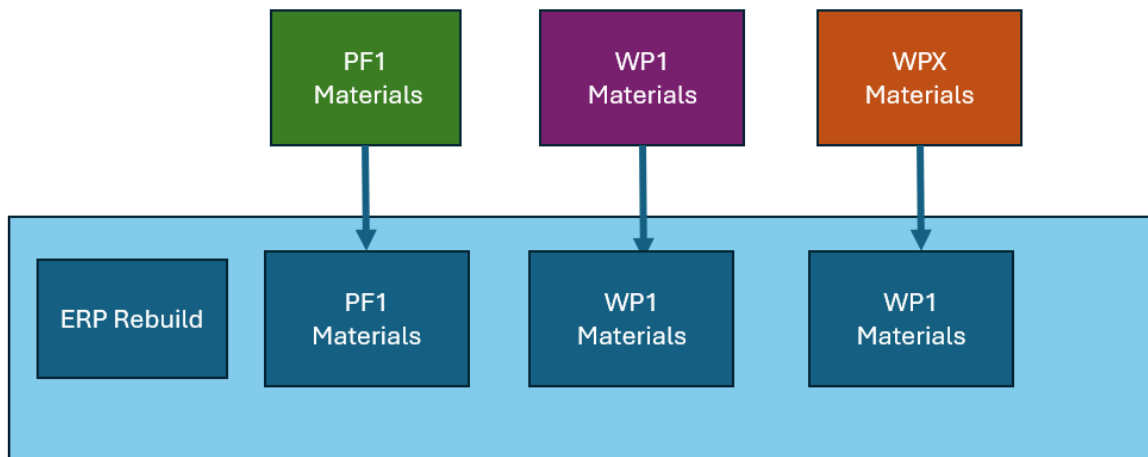 PF1
Materials
WP1
Materials
WPX
Materials
ERP Rebuild
PF1
Materials
WP1
Materials
WP1
Materials